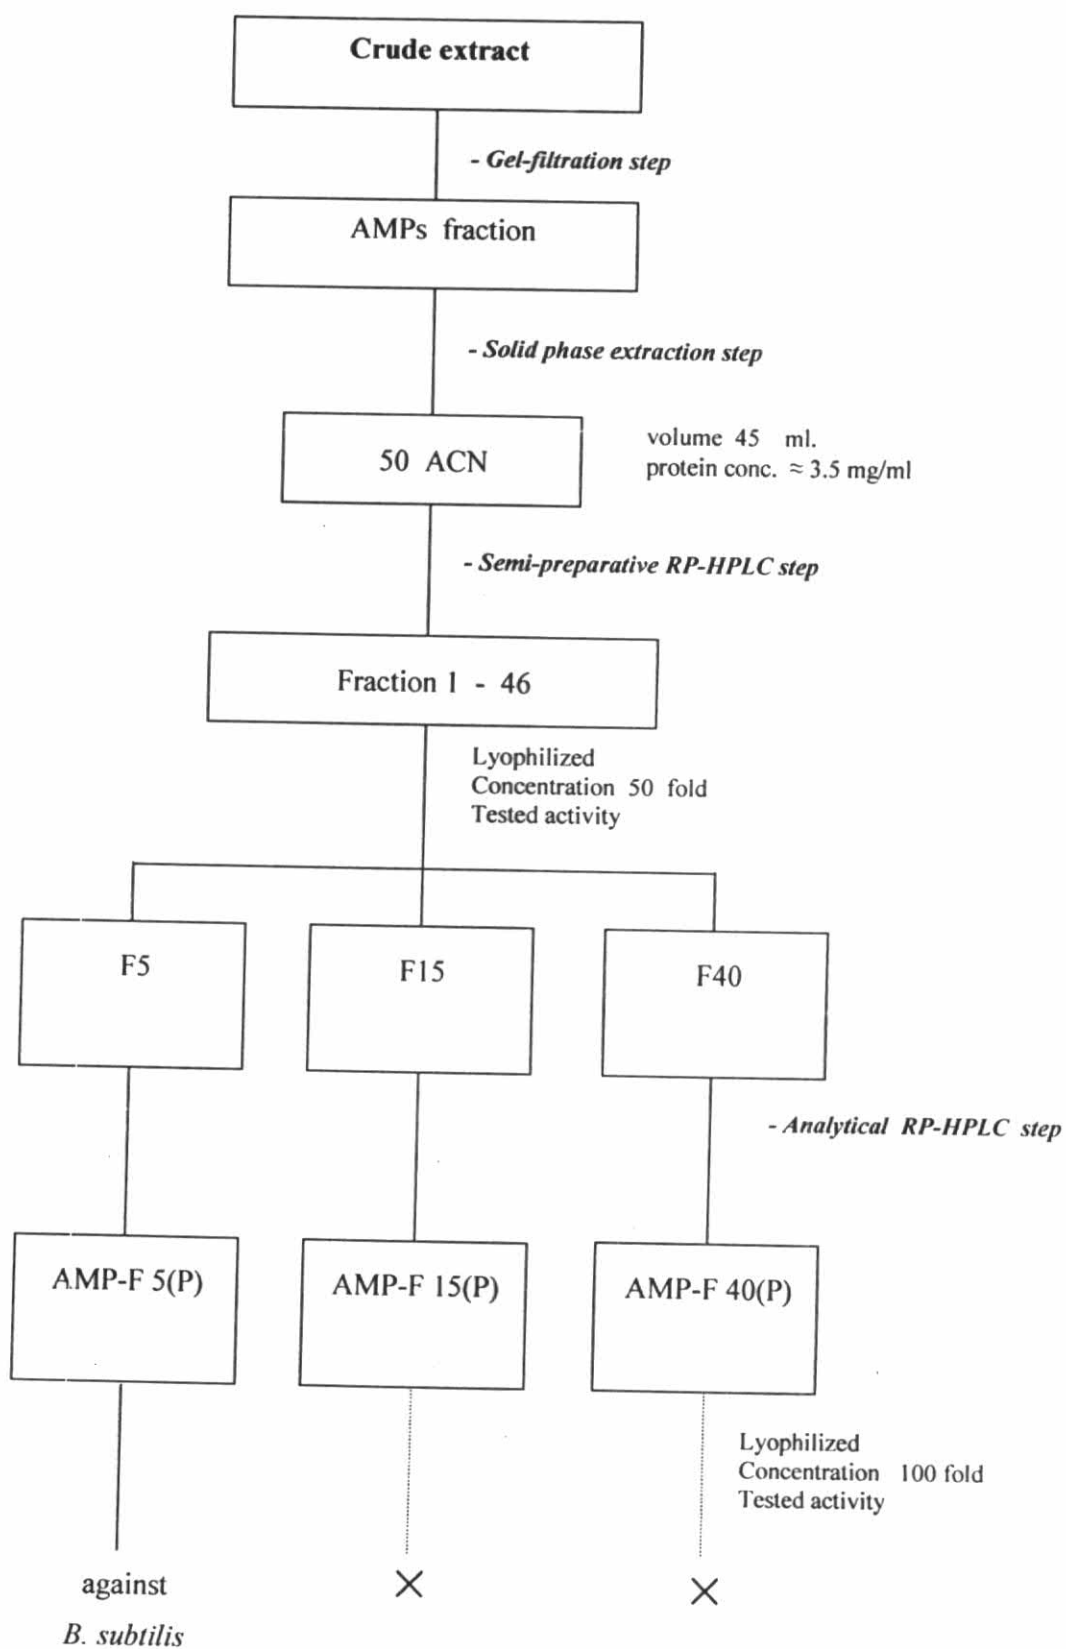 Crude extract
- Gel-filtration step
AMPs fraction
- Solid phase extraction step
50 ACN
volume 45 ml.
protein conc. ≈ 3.5 mg/ml
- Semi-preparative RP-HPLC step
Fraction 1 - 46
Lyophilized
Concentration 50 fold
Tested activity
F5
F15
F40
- Analytical RP-HPLC step
AMP-F 5(P)
AMP-F 15(P)
AMP-F 40(P)
Lyophilized
Concentration 100 fold
Tested activity
against
B. subtilis